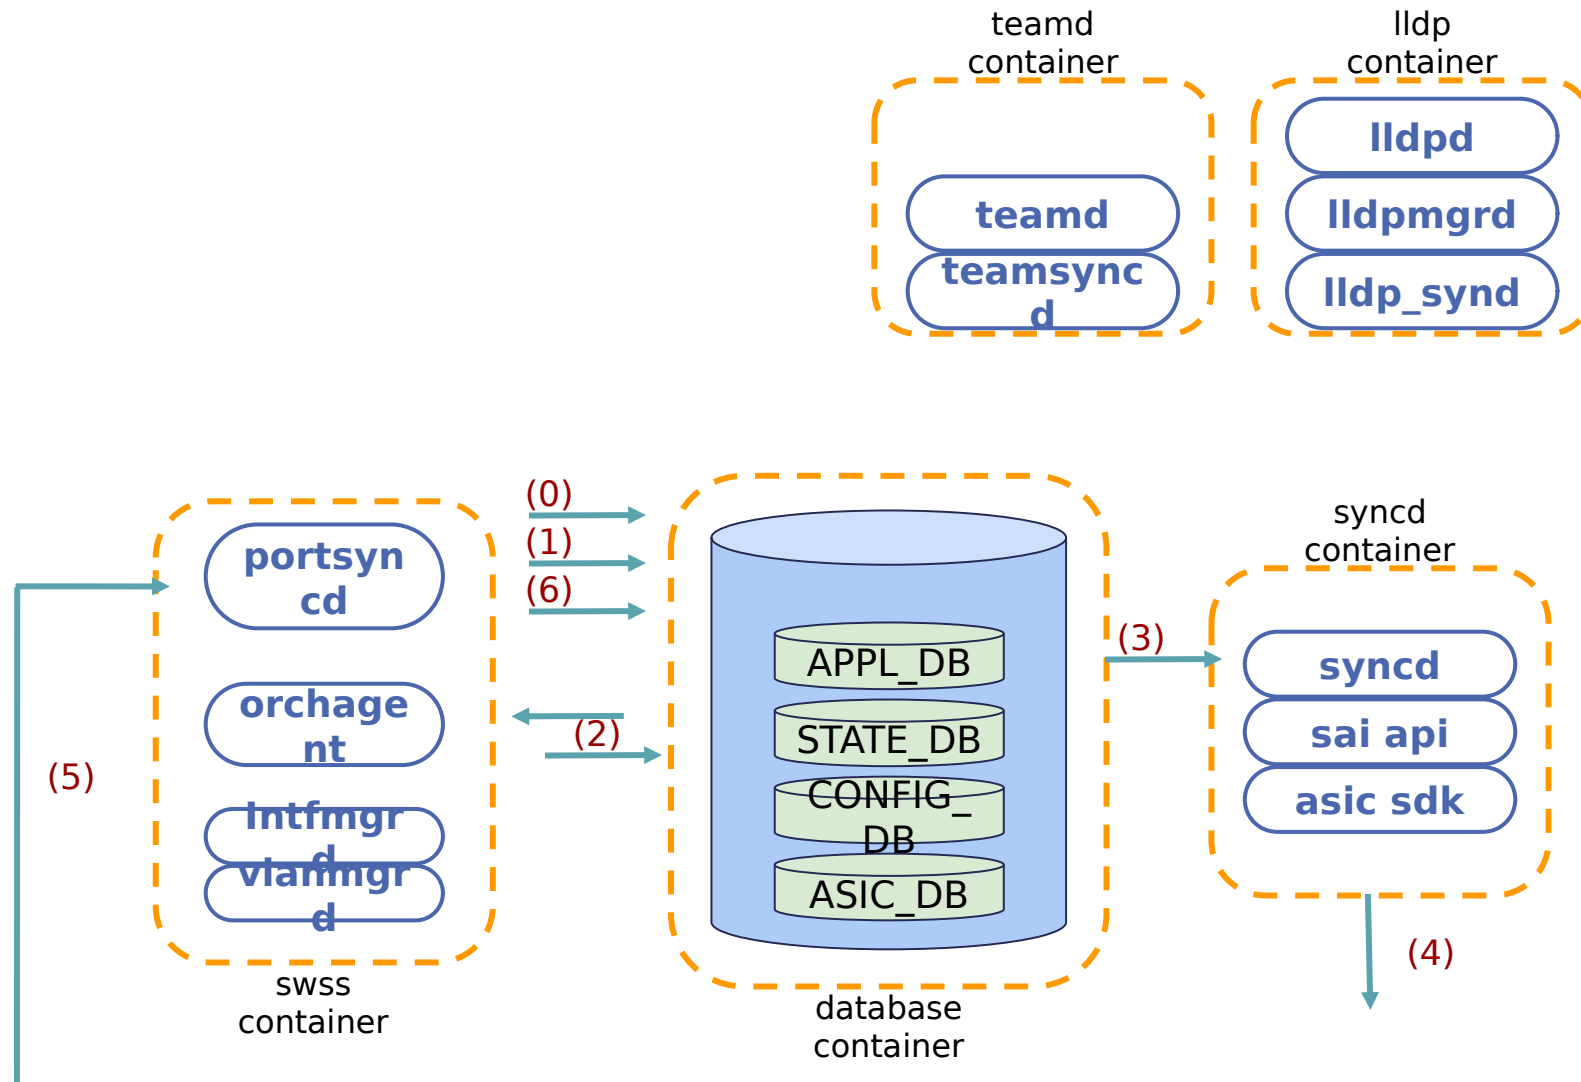 teamd
container
lldp
container
lldpd
teamd
lldpmgrd
teamsync
d
lldp_synd
(0)
(1)
(6)
portsyn
cd
orchage
nt
(2)
(5)
Intfmgr
d
vlanmgr
d
swss
container
APPL_DB
STATE_DB
CONFIG_
DB
ASIC_DB
database
container
(3)
syncd
container
syncd
sai api
asic sdk
(4)